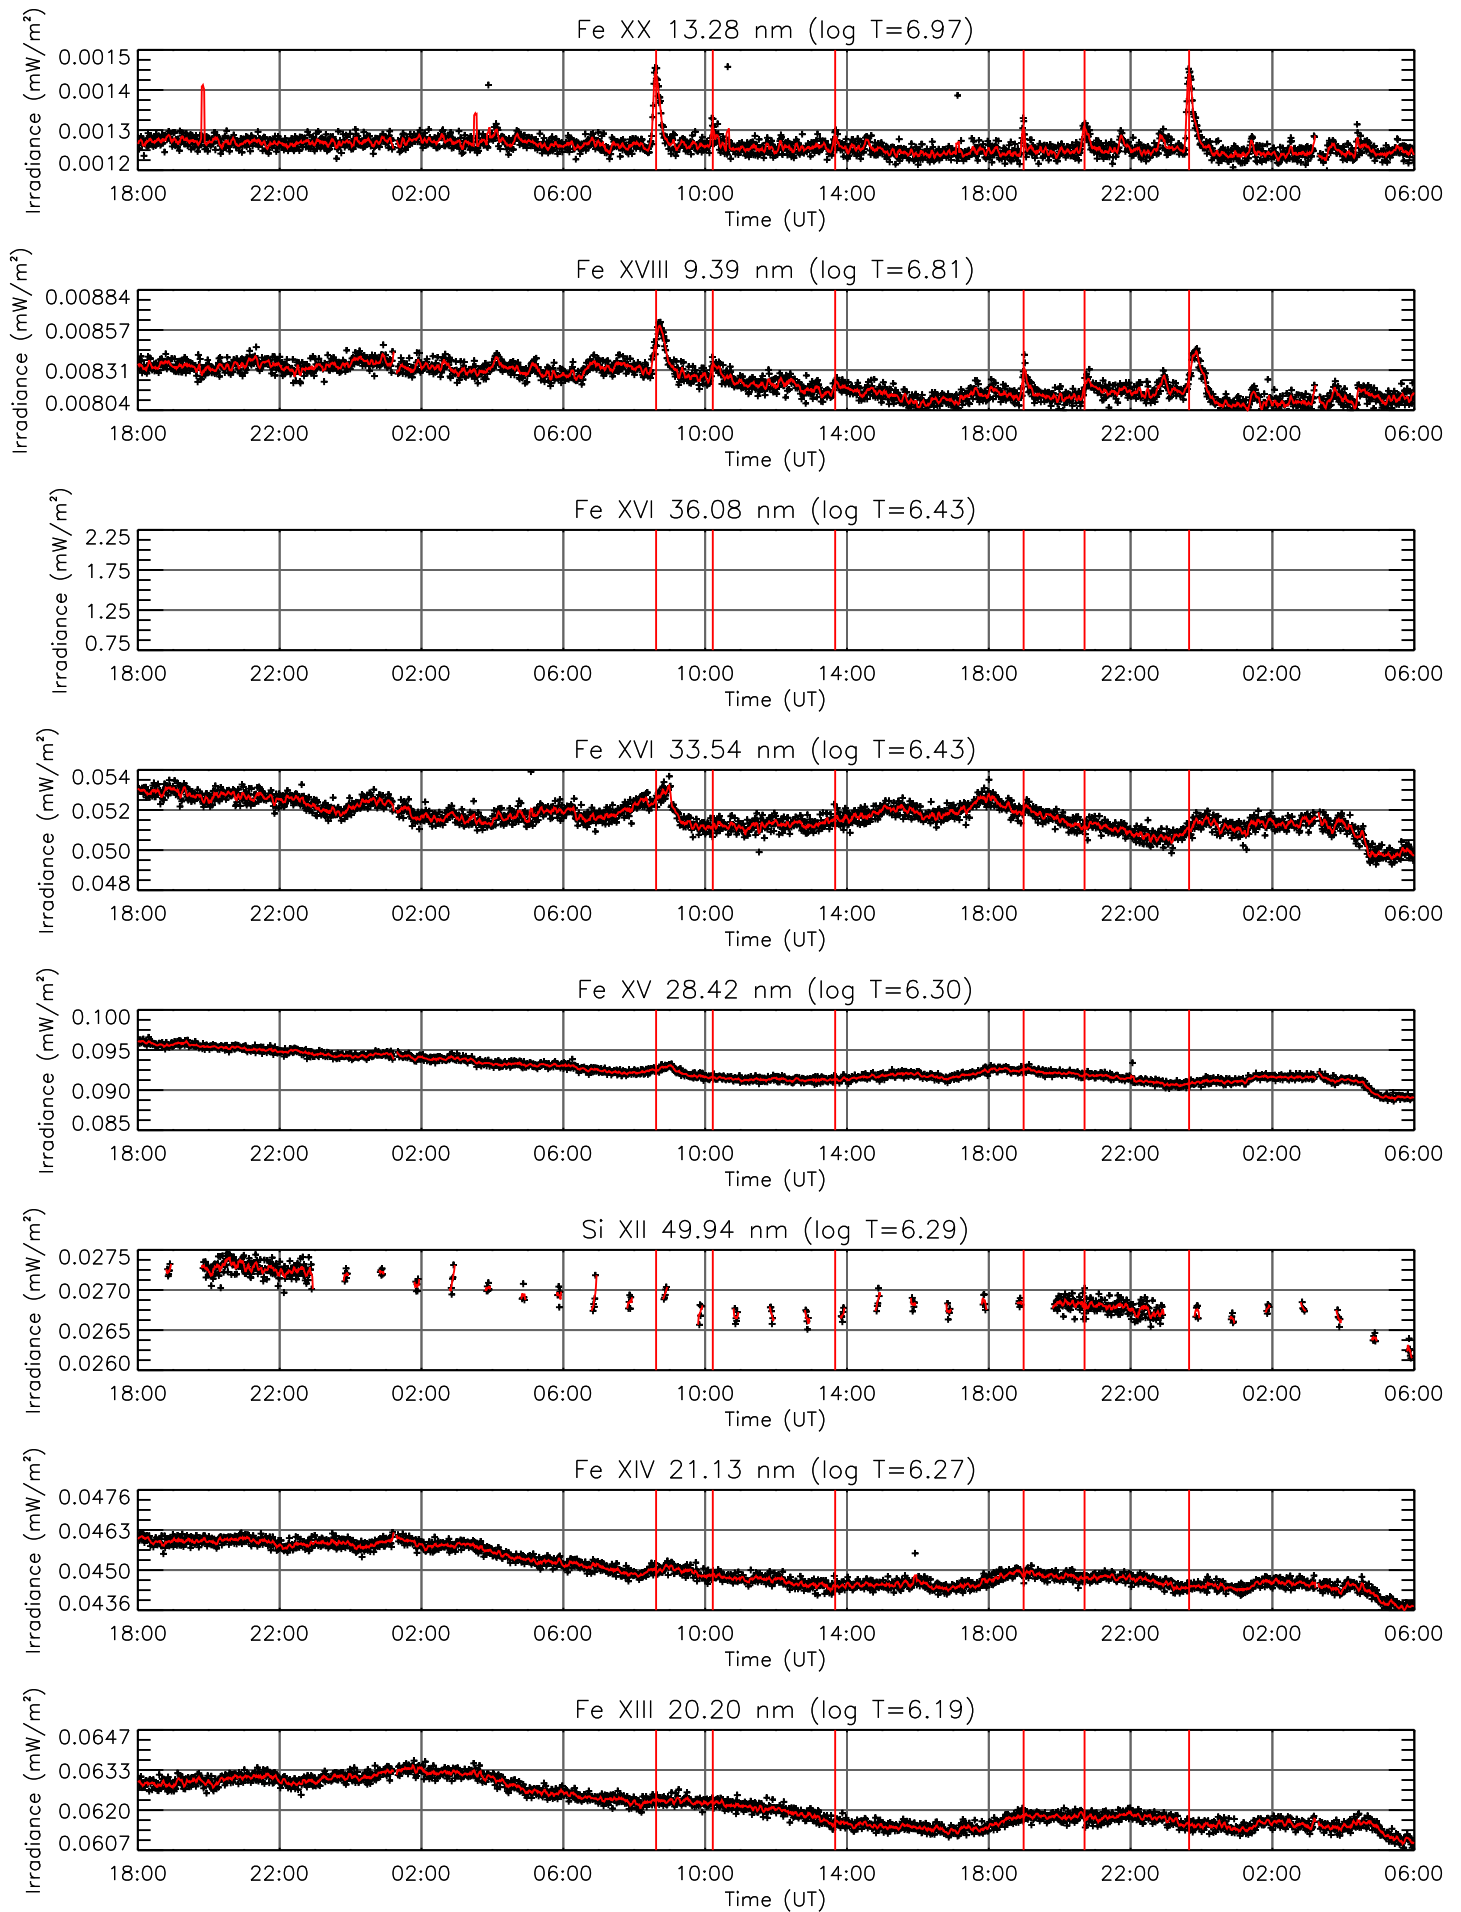 Fe XX 13.28 nm (log T=6.97)
Irradiance (mW/m²)
0.0015
0.0014
0.0013
0.0012
18:00 22:00 02:00 06:00 10:00 14:00 18:00 22:00 02:00 06:00
Time (UT)
Fe XVIII 9.39 nm (log T=6.81)
Irradiance (mW/m²)
0.00884
0.00857
0.00831
0.00804
18:00 22:00 02:00 06:00 10:00 14:00 18:00 22:00 02:00 06:00
Time (UT)
Fe XVI 36.08 nm (log T=6.43)
Irradiance (mW/m²)
2.25
1.75
1.25
0.75
18:00 22:00 02:00 06:00 10:00 14:00 18:00 22:00 02:00 06:00
Time (UT)
Fe XVI 33.54 nm (log T=6.43)
Irradiance (mW/m²)
0.054
0.052
0.050
0.048
18:00 22:00 02:00 06:00 10:00 14:00 18:00 22:00 02:00 06:00
Time (UT)
Fe XV 28.42 nm (log T=6.30)
Irradiance (mW/m²)
0.100
0.095
0.090
0.085
18:00 22:00 02:00 06:00 10:00 14:00 18:00 22:00 02:00 06:00
Time (UT)
Si XII 49.94 nm (log T=6.29)
Irradiance (mW/m²)
0.0275
0.0270
0.0265
0.0260
18:00 22:00 02:00 06:00 10:00 14:00 18:00 22:00 02:00 06:00
Time (UT)
Fe XIV 21.13 nm (log T=6.27)
Irradiance (mW/m²)
0.0476
0.0463
0.0450
0.0436
18:00 22:00 02:00 06:00 10:00 14:00 18:00 22:00 02:00 06:00
Time (UT)
Fe XIII 20.20 nm (log T=6.19)
Irradiance (mW/m²)
0.0647
0.0633
0.0620
0.0607
18:00 22:00 02:00 06:00 10:00 14:00 18:00 22:00 02:00 06:00
Time (UT)